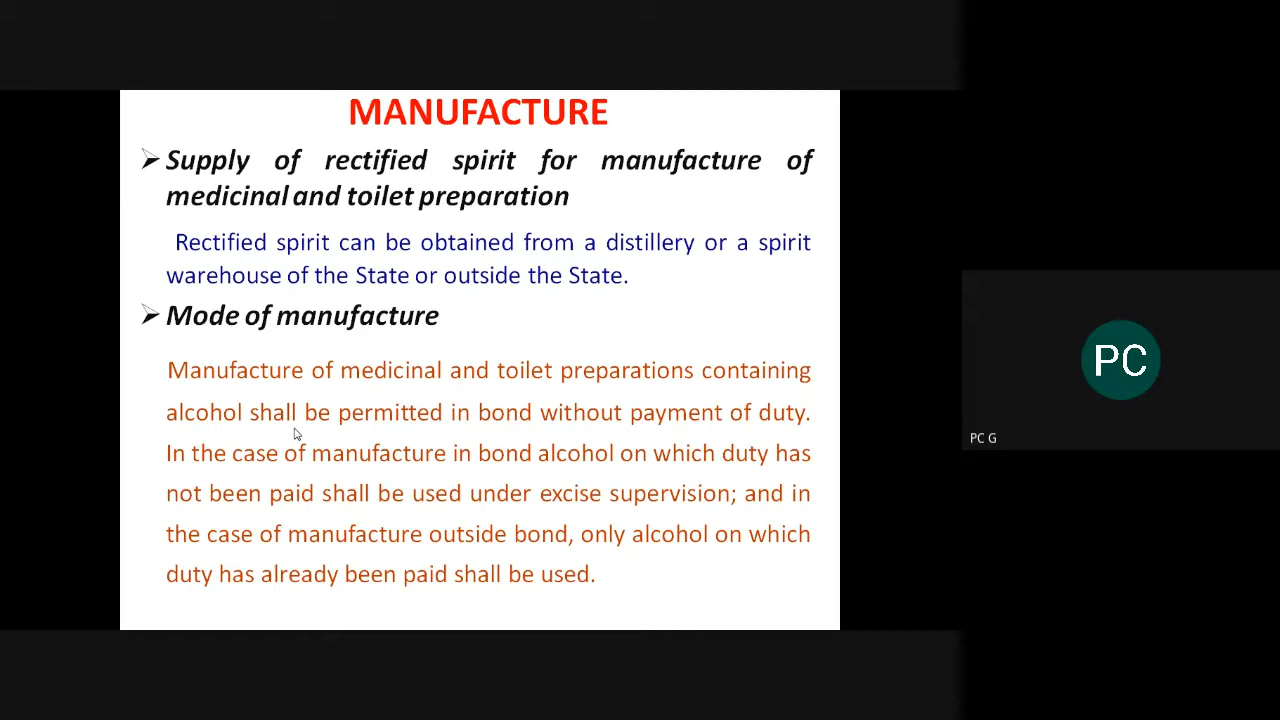 MANUFACTURE
Supply of rectified spirit for manufacture of
medicinal and toilet preparation
Rectified spirit can be obtained from a distillery or a spirit
warehouse of the State or outside the State.
Mode of manufacture
Manufacture of medicinal and toilet preparations containing
alcohol shall be permitted in bond without payment of duty.
In the case of manufacture in bond alcohol on which duty has
not been paid shall be used under excise supervision; and in
the case of manufacture outside bond, only alcohol on which
duty has already been paid shall be used.
PC
PC G